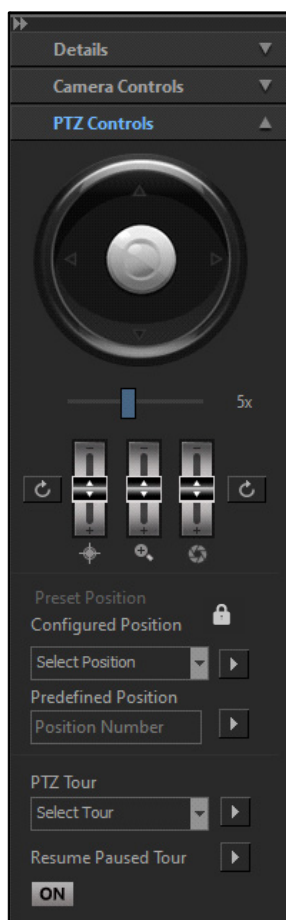 Details
Camera Controls
PTZ Controls
5x
Preset Position
Configured Position
Select Position
Predefined Position
Position Number
PTZ Tour
Select Tour
Resume Paused Tour
ON